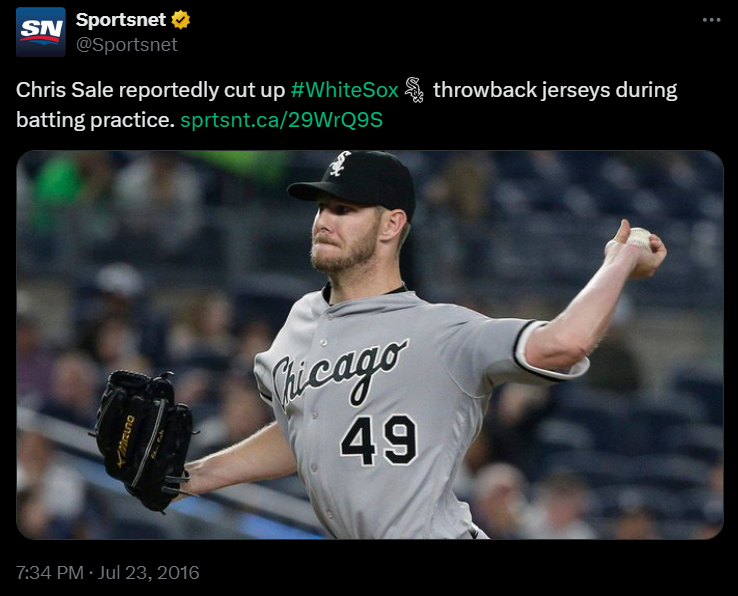 SN
Sportsnet
@Sportsnet
Chris Sale reportedly cut up #WhiteSox throwback jerseys during
batting practice. sprtsnt.ca/29WrQ9S
Chicago
49
Mizuno
7:34 PM · Jul 23, 2016